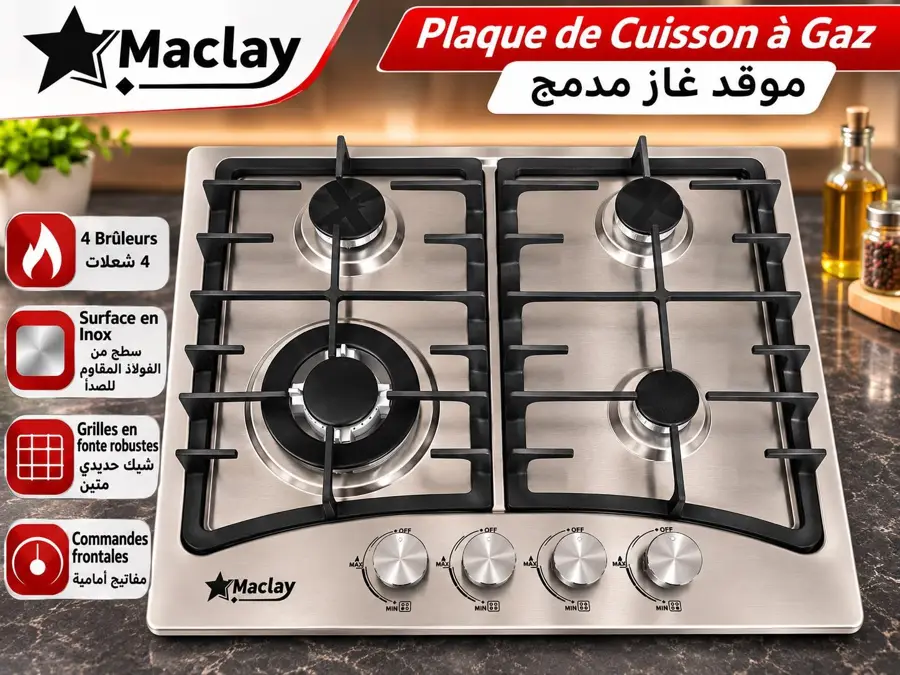 Maclay
Plaque de Cuisson à Gaz
موقد غاز مدمج
4 Brûleurs
4 شعلات
Surface en
Inox
سطح من
الفولاذ المقاوم
للصدأ
Grilles en
fonte robustes
شيك حديدي
متين
Commandes
frontales
مفاتيح أمامية
Maclay
OFF
MAX
MIN
OFF
MAX
MIN
OFF
MAX
MIN
OFF
MAX
MIN